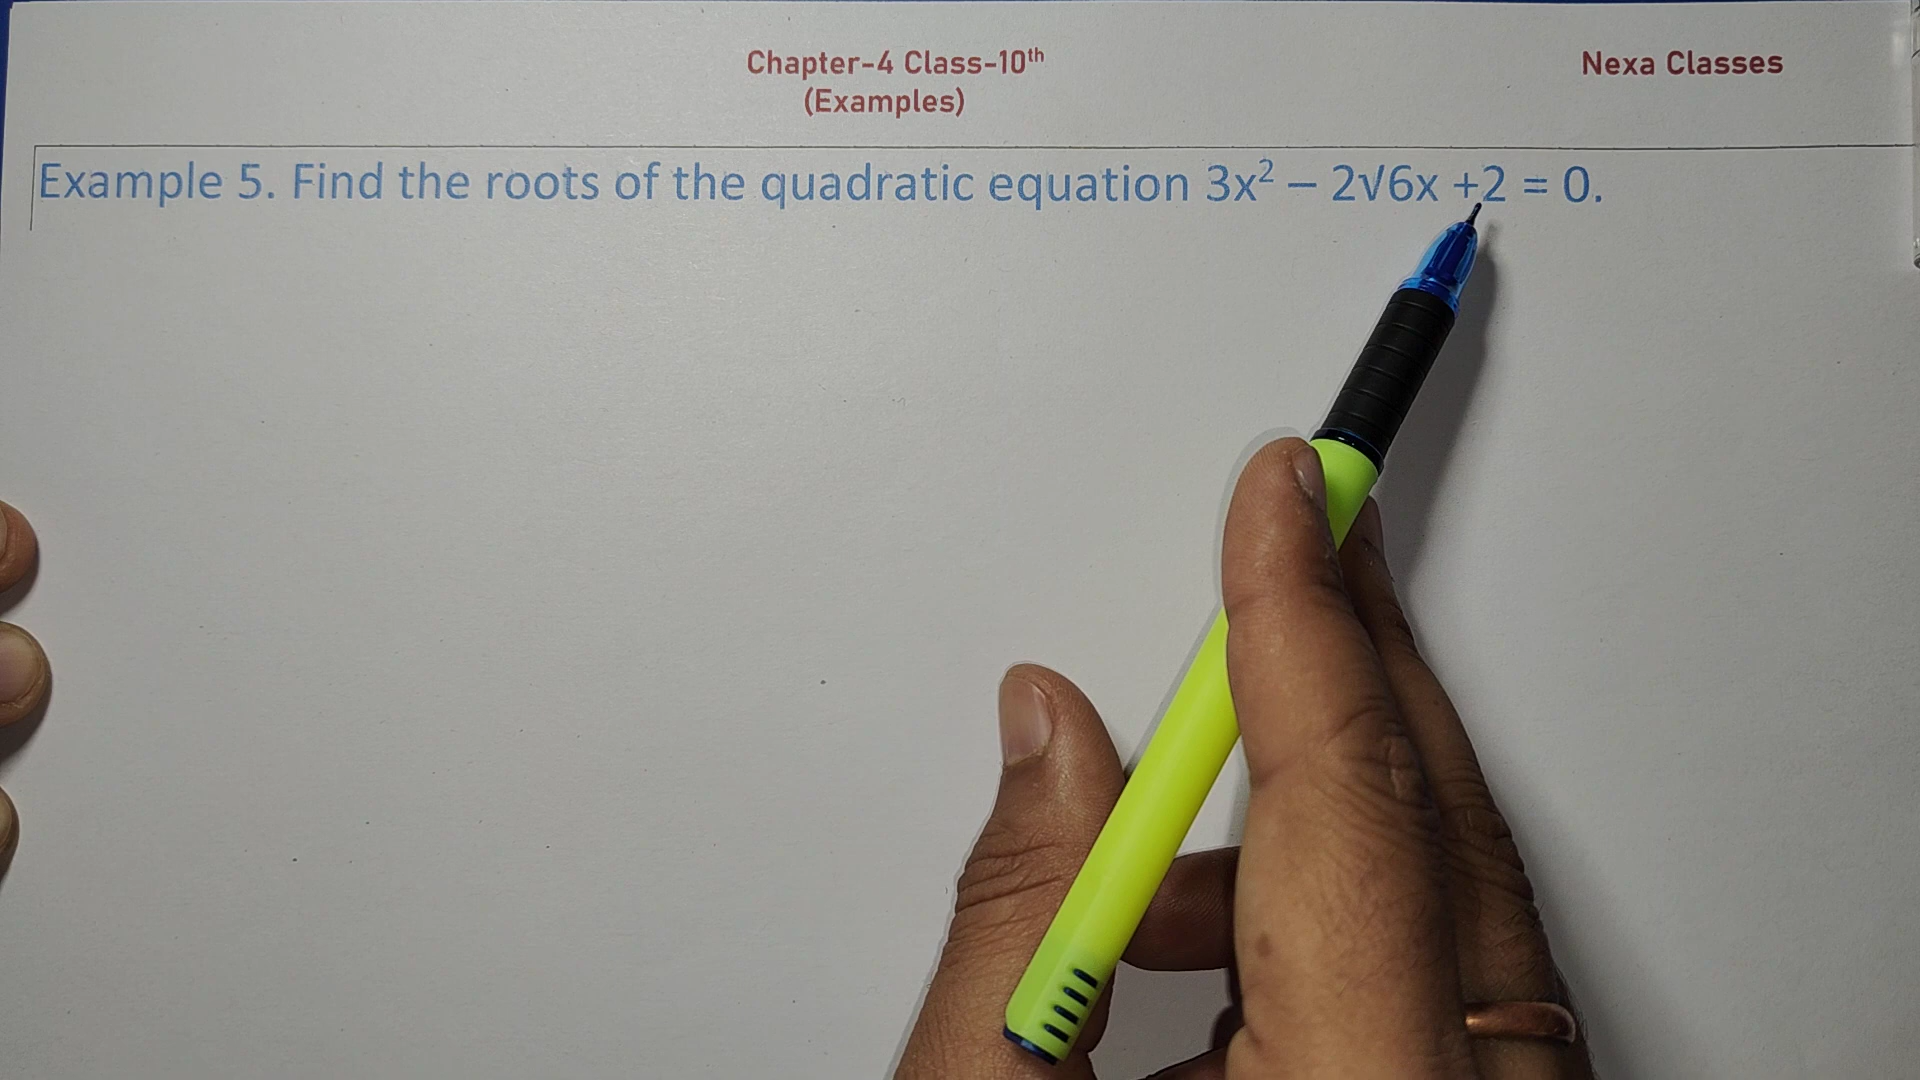 Chapter-4 Class-10th
(Examples)
Nexa Classes
Example 5. Find the roots of the quadratic equation 3x² – 2√6x +2 = 0.